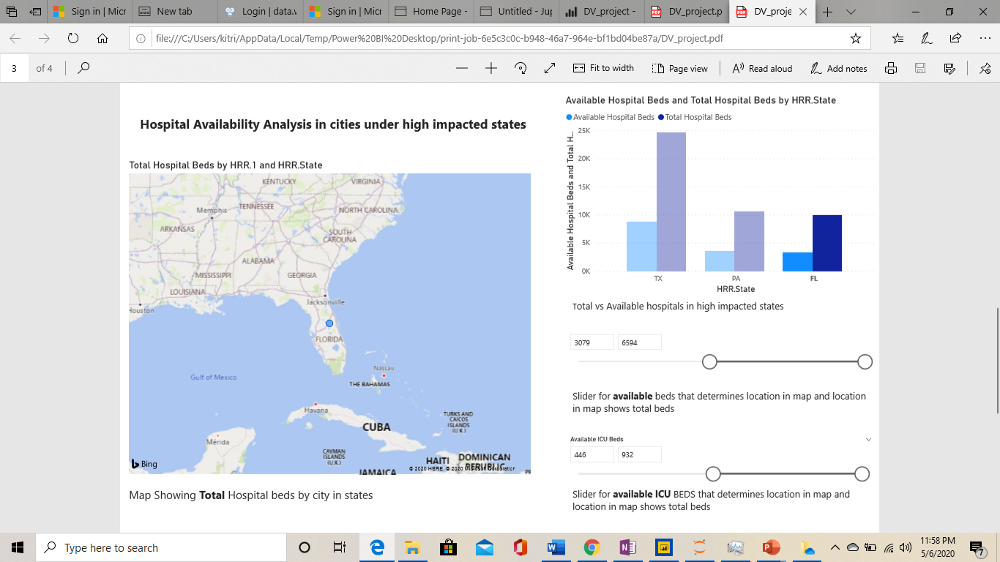 Sign in | Micr
New tab
Login | data.v
Sign in | Micr
Home Page -
Untitled - Jup
DV_project -
DV_project.p
DV_proje
file:///C:/Users/kitri/AppData/Local/Temp/Power%20BI%20Desktop/print-job-6e5c3c0c-b948-46a7-964e-bf1bd04be87a/DV_project.pdf
3 of 4
Fit to width
Page view
Read aloud
Add notes
Hospital Availability Analysis in cities under high impacted states
Total Hospital Beds by HRR.1 and HRR.State
KENTUCKY
VIRGINIA
Memphis
TENNESSEE
NORTH CAROLINA
ARKANSAS
SOUTH
CAROLINA
ALABAMA
MISSISSIPPI
GEORGIA
LOUISIANA
Jacksonville
Houston
FLORIDA
Gulf of Mexico
Nassau
THE BAHAMAS
Havana
CUBA
TURKS AND
CAICOS
ISLANDS
(U.K.)
Mérida
CAYMAN
ISLANDS
(U.K.)
HAITI
DOMINICAN
REPUBLIC
JAMAICA
Bing
© 2020 HERE, © 2020 Microsoft Corporation
Map Showing Total Hospital beds by city in states
Available Hospital Beds and Total Hospital Beds by HRR.State
Available Hospital Beds
Total Hospital Beds
Available Hospital Beds and Total H...
25K
20K
15K
10K
5K
0K
TX
PA
FL
HRR.State
Total vs Available hospitals in high impacted states
3079
6594
Slider for available beds that determines location in map and location
in map shows total beds
Available ICU Beds
446
932
Slider for available ICU BEDS that determines location in map and
location in map shows total beds
Type here to search
11:58 PM
5/6/2020
7